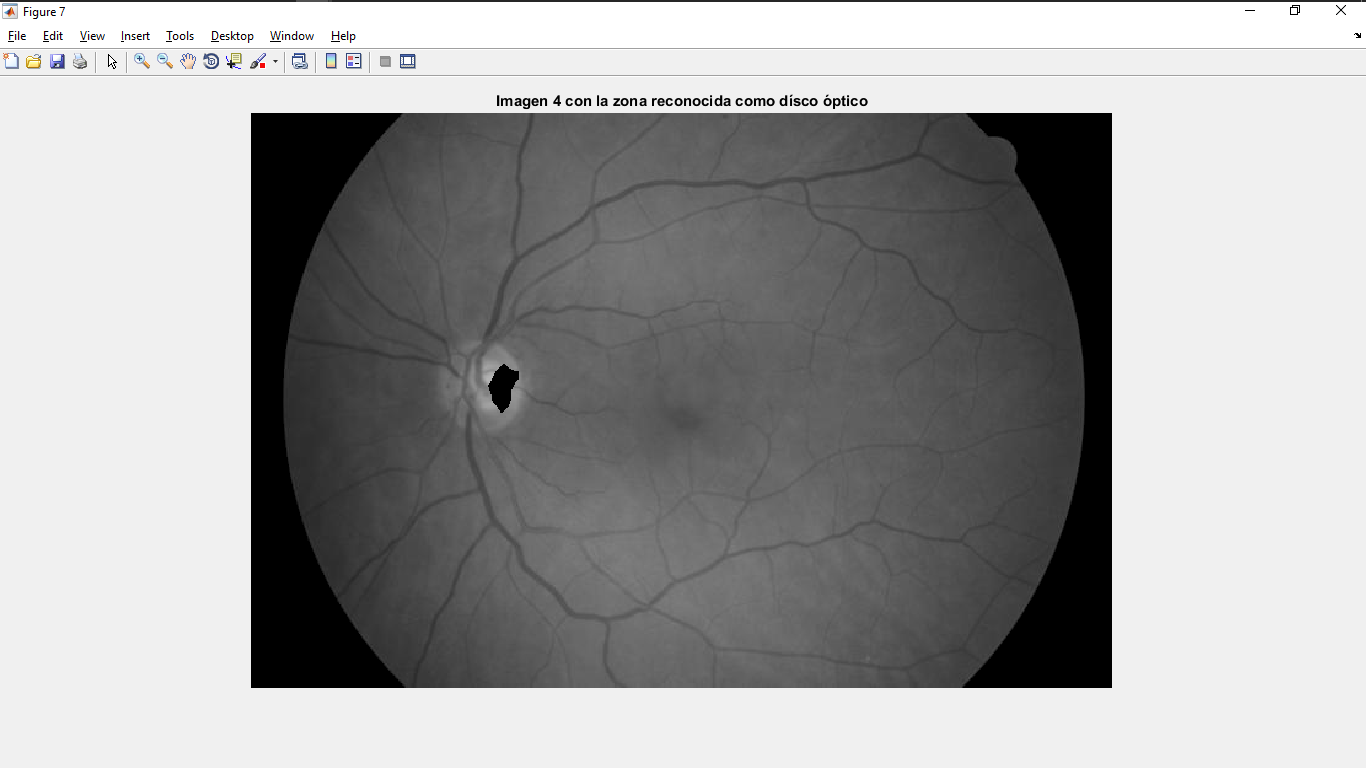 Figure 7
File Edit View Insert Tools Desktop Window Help
Imagen 4 con la zona reconocida como dísco óptico